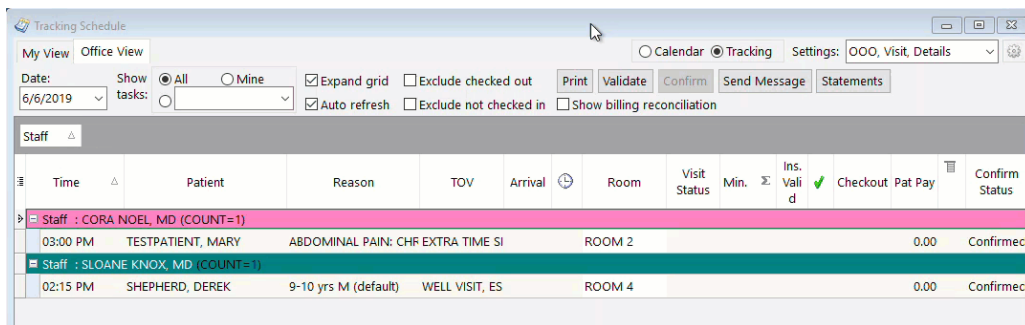 Tracking Schedule
My View Office View Calendar Tracking Settings: OOO, Visit, Details
Date: Show tasks: All Mine Expand grid Exclude checked out Print Validate Confirm Send Message Statements
6/6/2019 Auto refresh Exclude not checked in Show billing reconciliation
Staff
Time Patient Reason TOV Arrival Room Visit Status Min. Σ Ins. Vali d Checkout Pat Pay Confirm Status
Staff : CORA NOEL, MD (COUNT=1)
03:00 PM TESTPATIENT, MARY ABDOMINAL PAIN: CHR EXTRA TIME SI ROOM 2 0.00 Confirmed
Staff : SLOANE KNOX, MD (COUNT=1)
02:15 PM SHEPHERD, DEREK 9-10 yrs M (default) WELL VISIT, ES ROOM 4 0.00 Confirmed